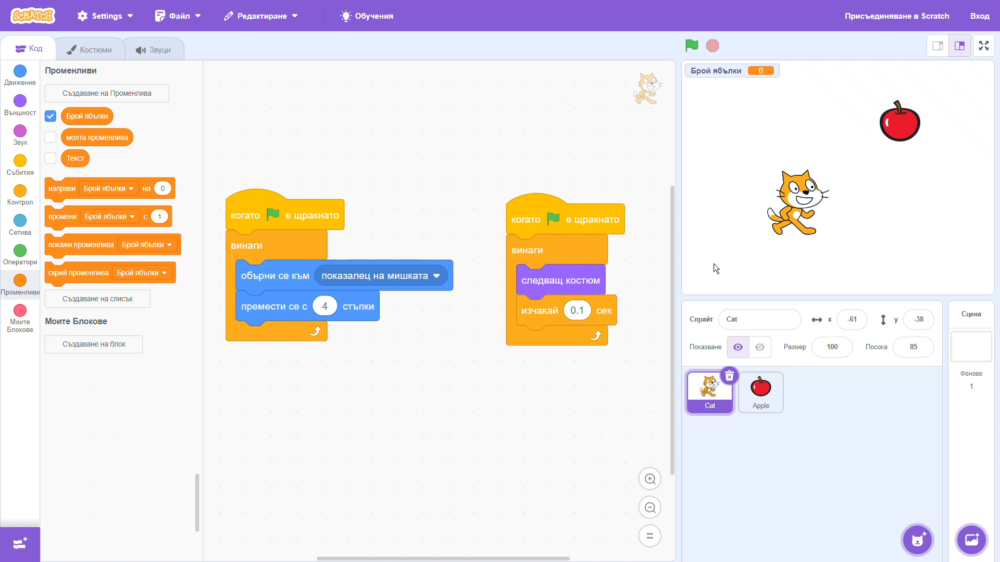 SCRATCH
Settings
Файл
Редактиране
Обучения
Присъединяване в Scratch
Вход
Код
Костюми
Звуци
Движение
Външност
Звук
Събития
Контрол
Сетива
Оператори
Променливи
Моите
Блокове
Променливи
Създаване на Променлива
Брой ябълки
моята променлива
Текст
направи Брой ябълки на 0
промени Брой ябълки с 1
покажи променлива Брой ябълки
скрий променлива Брой ябълки
Създаване на списък
Моите Блокове
Създаване на блок
когато е щракнато
винаги
обърни се към показалец на мишката
премести се с 4 стъпки
когато е щракнато
винаги
следващ костюм
изчакай 0.1 сек
Брой ябълки 0
Спрайт Cat x -61 y -38
Показване Размер 100 Посока 85
Cat
Apple
Сцена
Фонове
1